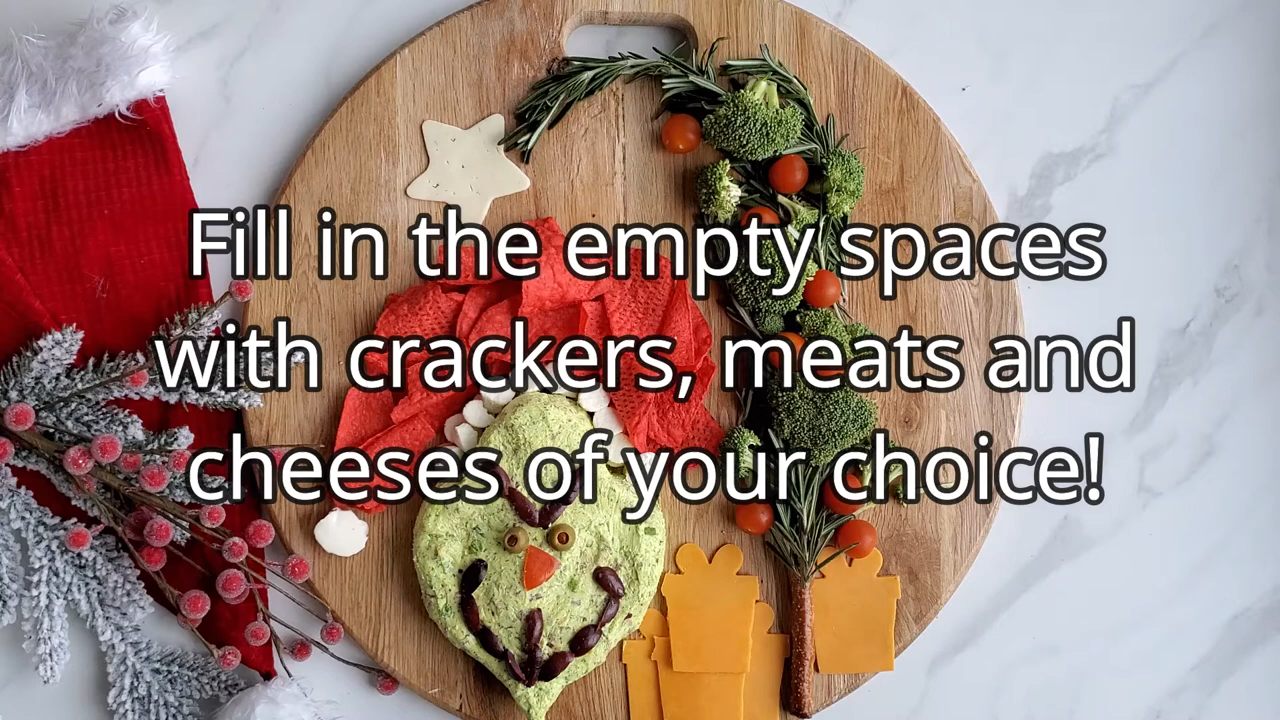 Fill in the empty spaces
with crackers, meats and
cheeses of your choice!